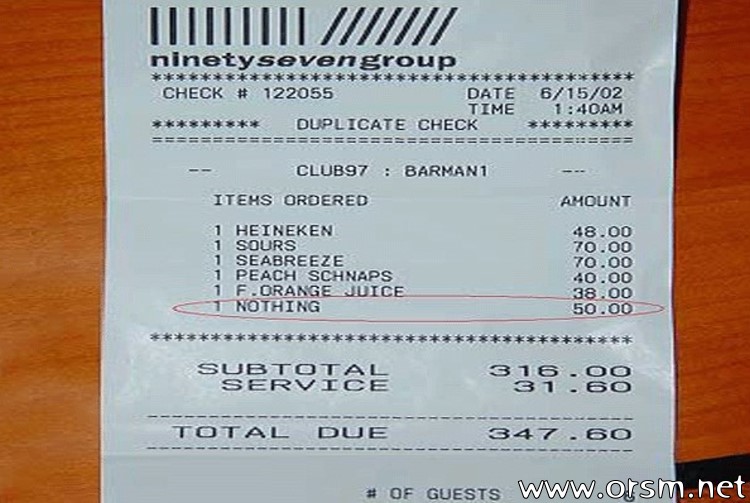 ninetysevengroup
*****************************************
CHECK # 122055 DATE 6/15/02
TIME 1:40AM
********* DUPLICATE CHECK *********
=========================================
-- CLUB97 : BARMAN1 --
ITEMS ORDERED AMOUNT
1 HEINEKEN 48.00
1 SOURS 70.00
1 SEABREEZE 70.00
1 PEACH SCHNAPS 40.00
1 F.ORANGE JUICE 38.00
1 NOTHING 50.00
*****************************************
SUBTOTAL 316.00
SERVICE 31.60
-----------------------------------------
TOTAL DUE 347.60
-----------------------------------------
# OF GUESTS
www.orsm.net